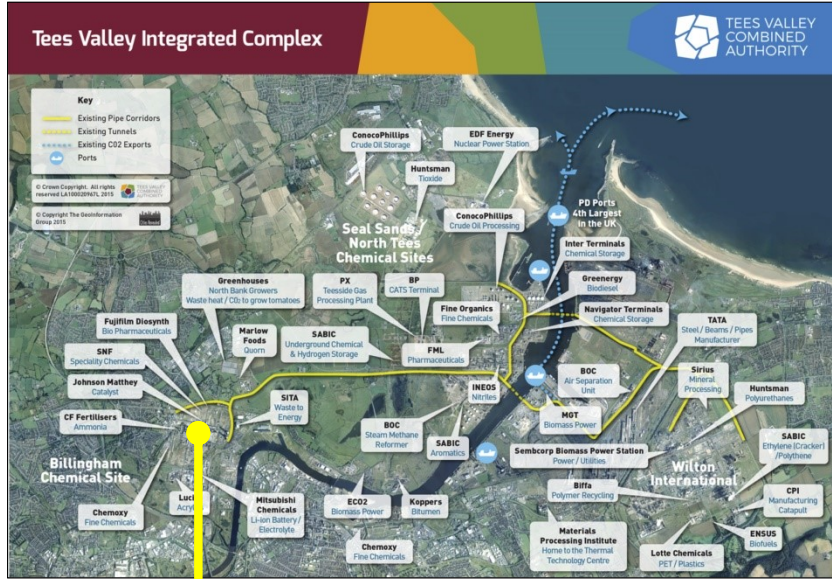 Tees Valley Integrated Complex
TEES VALLEY
COMBINED
AUTHORITY
Key
Existing Pipe Corridors
Existing Tunnels
Existing CO2 Exports
Ports
© Crown Copyright. All rights
reserved LA100020967L 2015
© Copyright The GeoInformation
Group 2015
ConocoPhillips
Crude Oil Storage
EDF Energy
Nuclear Power Station
Huntsman
Tioxide
ConocoPhillips
Crude Oil Processing
PD Ports
4th Largest
in the UK
Seal Sands /
North Tees
Chemical Sites
Inter Terminals
Chemical Storage
Greenhouses
North Bank Growers
Waste heat / CO₂ to grow tomatoes
PX
Teesside Gas
Processing Plant
BP
CATS Terminal
Greenergy
Biodiesel
Fine Organics
Fine Chemicals
Navigator Terminals
Chemical Storage
Fujifilm Diosynth
Bio Pharmaceuticals
Marlow
Foods
Quorn
SABIC
Underground Chemical
& Hydrogen Storage
FML
Pharmaceuticals
TATA
Steel / Beams / Pipes
Manufacturer
SNF
Speciality Chemicals
Johnson Matthey
Catalyst
INEOS
Nitriles
BOC
Air Separation
Unit
Sirius
Mineral
Processing
Huntsman
Polyurethanes
CF Fertilisers
Ammonia
SITA
Waste to
Energy
BOC
Steam Methane
Reformer
SABIC
Aromatics
MGT
Biomass Power
SABIC
Ethylene (Cracker)
/Polythene
Sembcorp Biomass Power Station
Power / Utilities
Billingham
Chemical Site
Wilton
International
Biffa
Polymer Recycling
CPI
Manufacturing
Catapult
Chemoxy
Fine Chemicals
Mitsubishi
Chemicals
Li-ion Battery /
Electrolyte
ECO2
Biomass Power
Koppers
Bitumen
Chemoxy
Fine Chemicals
Materials
Processing Institute
Home to the Thermal
Technology Centre
ENSUS
Biofuels
Lotte Chemicals
PET / Plastics